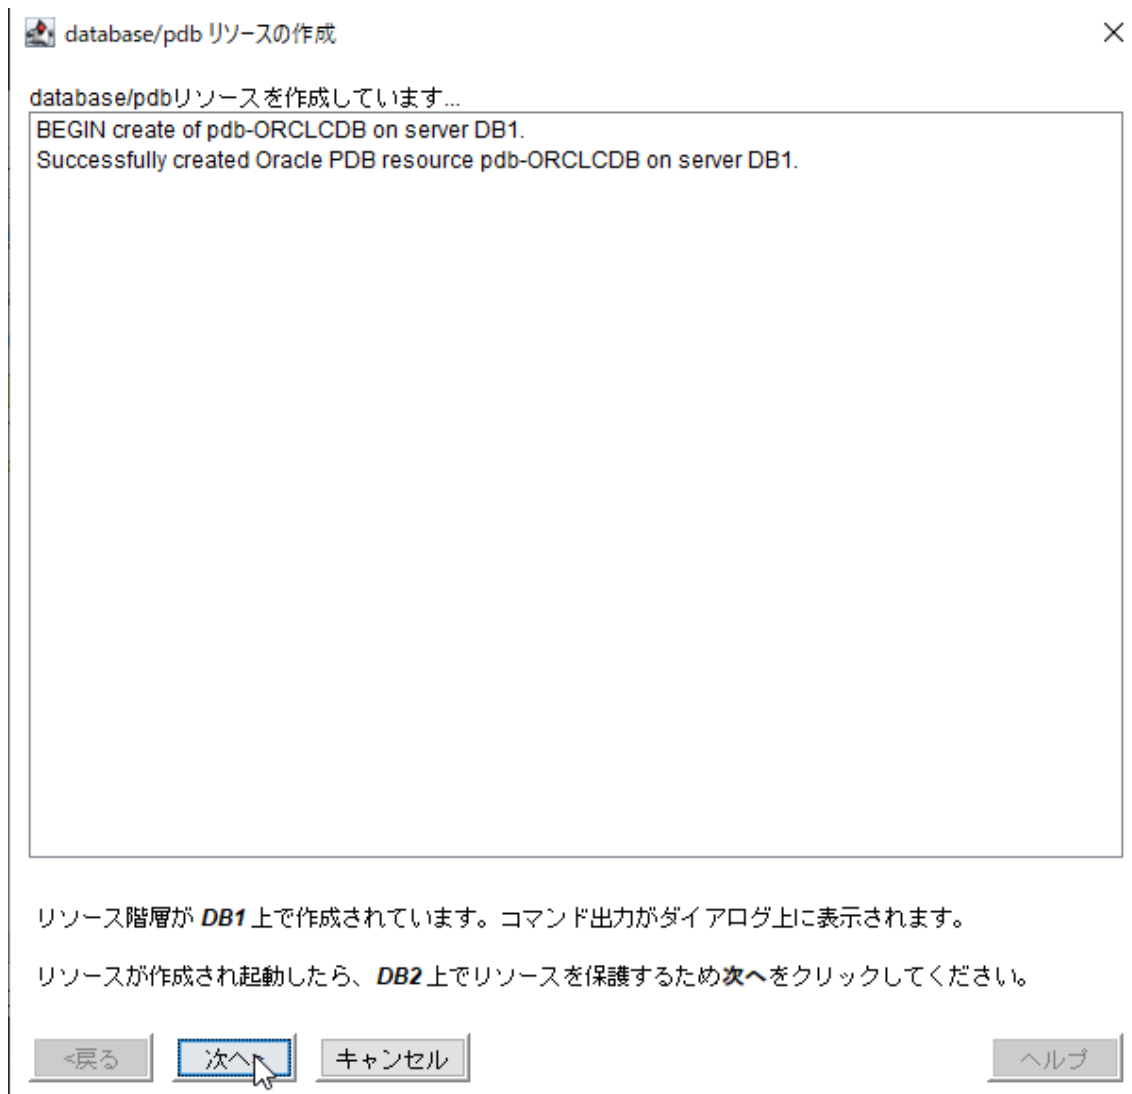 database/pdb リソースの作成
database/pdbリソースを作成しています...
BEGIN create of pdb-ORCLCDB on server DB1.
Successfully created Oracle PDB resource pdb-ORCLCDB on server DB1.
リソース階層が DB1 上で作成されています。コマンド出力がダイアログ上に表示されます。
リソースが作成され起動したら、DB2 上でリソースを保護するため次へをクリックしてください。
<戻る 次へ> キャンセル ヘルプ